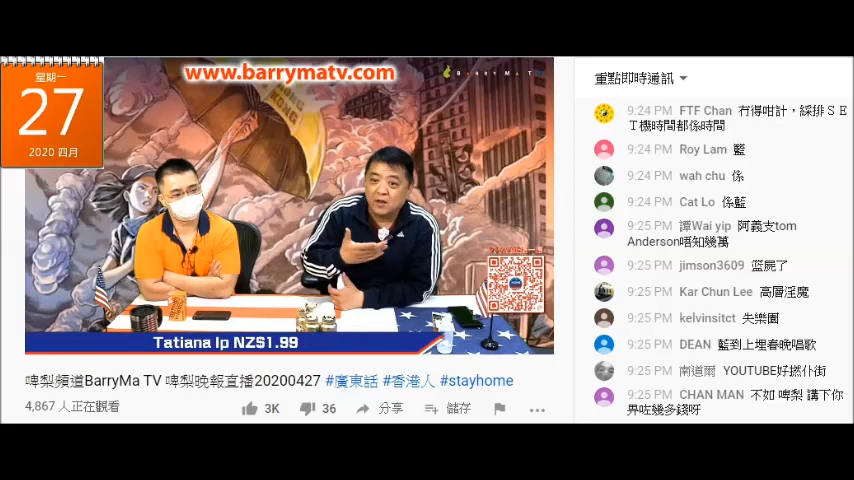 www.barrymatv.com
BARRY MA TV
星期一
27
2020 四月
HONG KONG
Tatiana Ip NZ$1.99
啤梨頻道BarryMa TV 啤梨晚報直播20200427 #廣東話 #香港人 #stayhome
4,867 人正在觀看
3K
36
分享
儲存
重點即時通訊
9:24 PM FTF Chan 冇得咁計，綵排ＳＥ
Ｔ機時間都係時間
9:24 PM Roy Lam 藍
9:24 PM wah chu 係
9:24 PM Cat Lo 係藍
9:25 PM 譚Wai yip 阿義支tom
Anderson唔知幾萬
9:25 PM jimson3609 篮屍了
9:25 PM Kar Chun Lee 高層淫魔
9:25 PM kelvinsitct 失樂園
9:25 PM DEAN 藍到上埋春晚唱歌
9:25 PM 南道爾 YOUTUBE好撚仆街
9:25 PM CHAN MAN 不如 啤梨 講下你
畀咗幾多錢呀